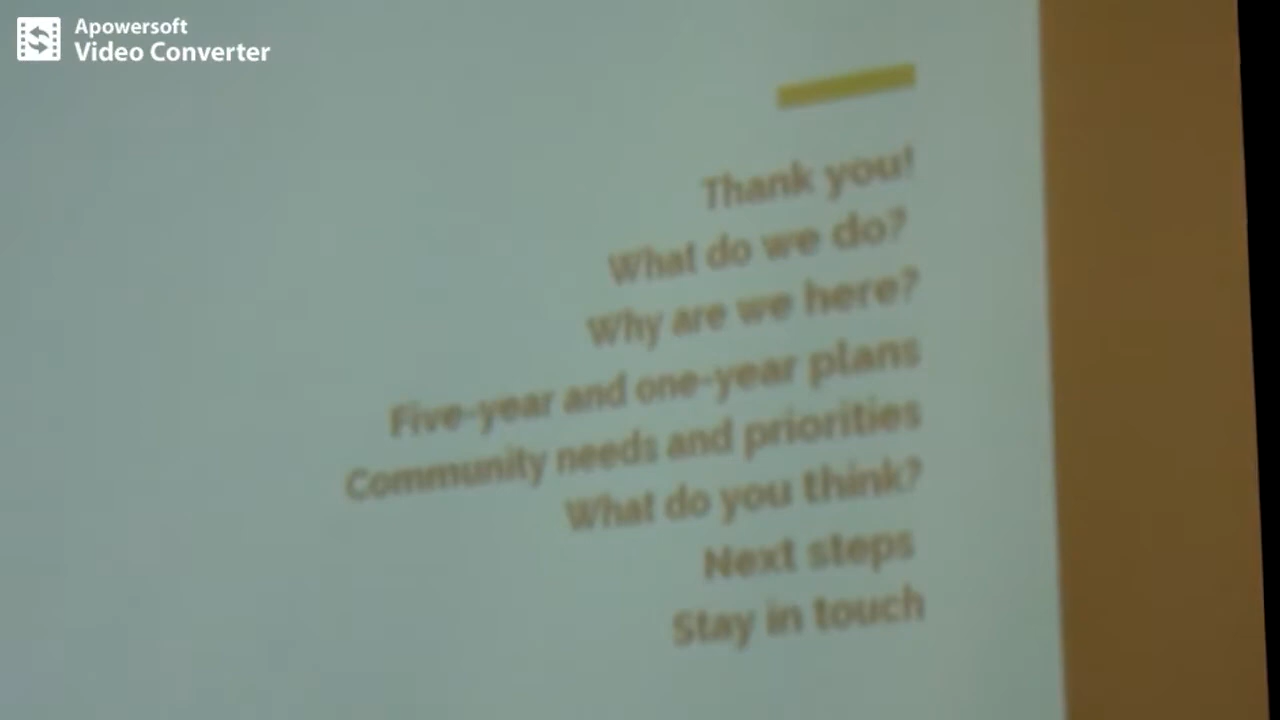 Apowersoft
Video Converter
Thank you!
What do we do?
Why are we here?
Five-year and one-year plans
Community needs and priorities
What do you think?
Next steps
Stay in touch